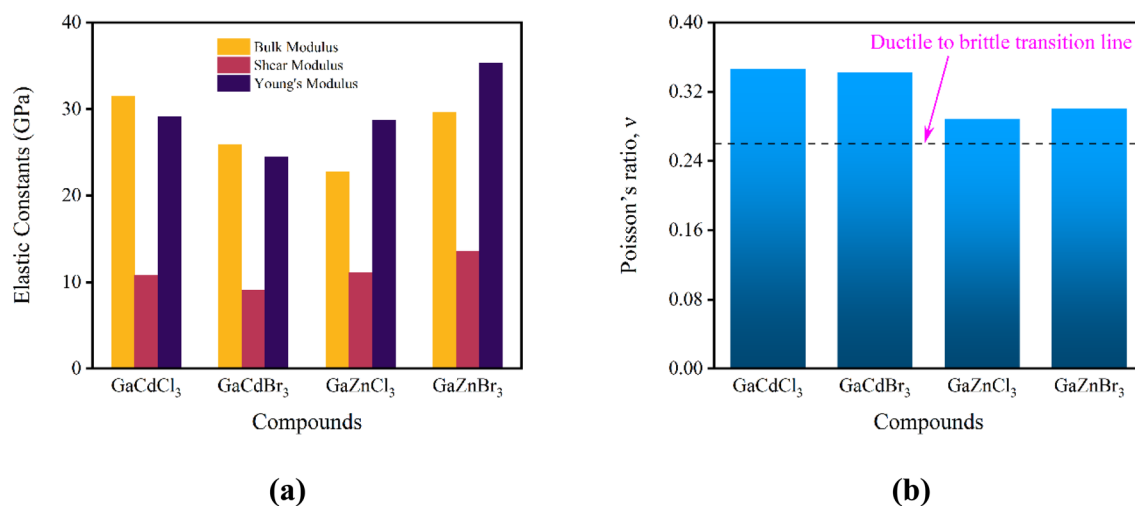 40
30
20
10
0
Elastic Constants (GPa)
Bulk Modulus
Shear Modulus
Young's Modulus
GaCdCl₃ GaCdBr₃ GaZnCl₃ GaZnBr₃
Compounds
(a)
0.40
0.32
0.24
0.16
0.08
0.00
Poisson's ratio, ν
Ductile to brittle transition line
GaCdCl₃ GaCdBr₃ GaZnCl₃ GaZnBr₃
Compounds
(b)